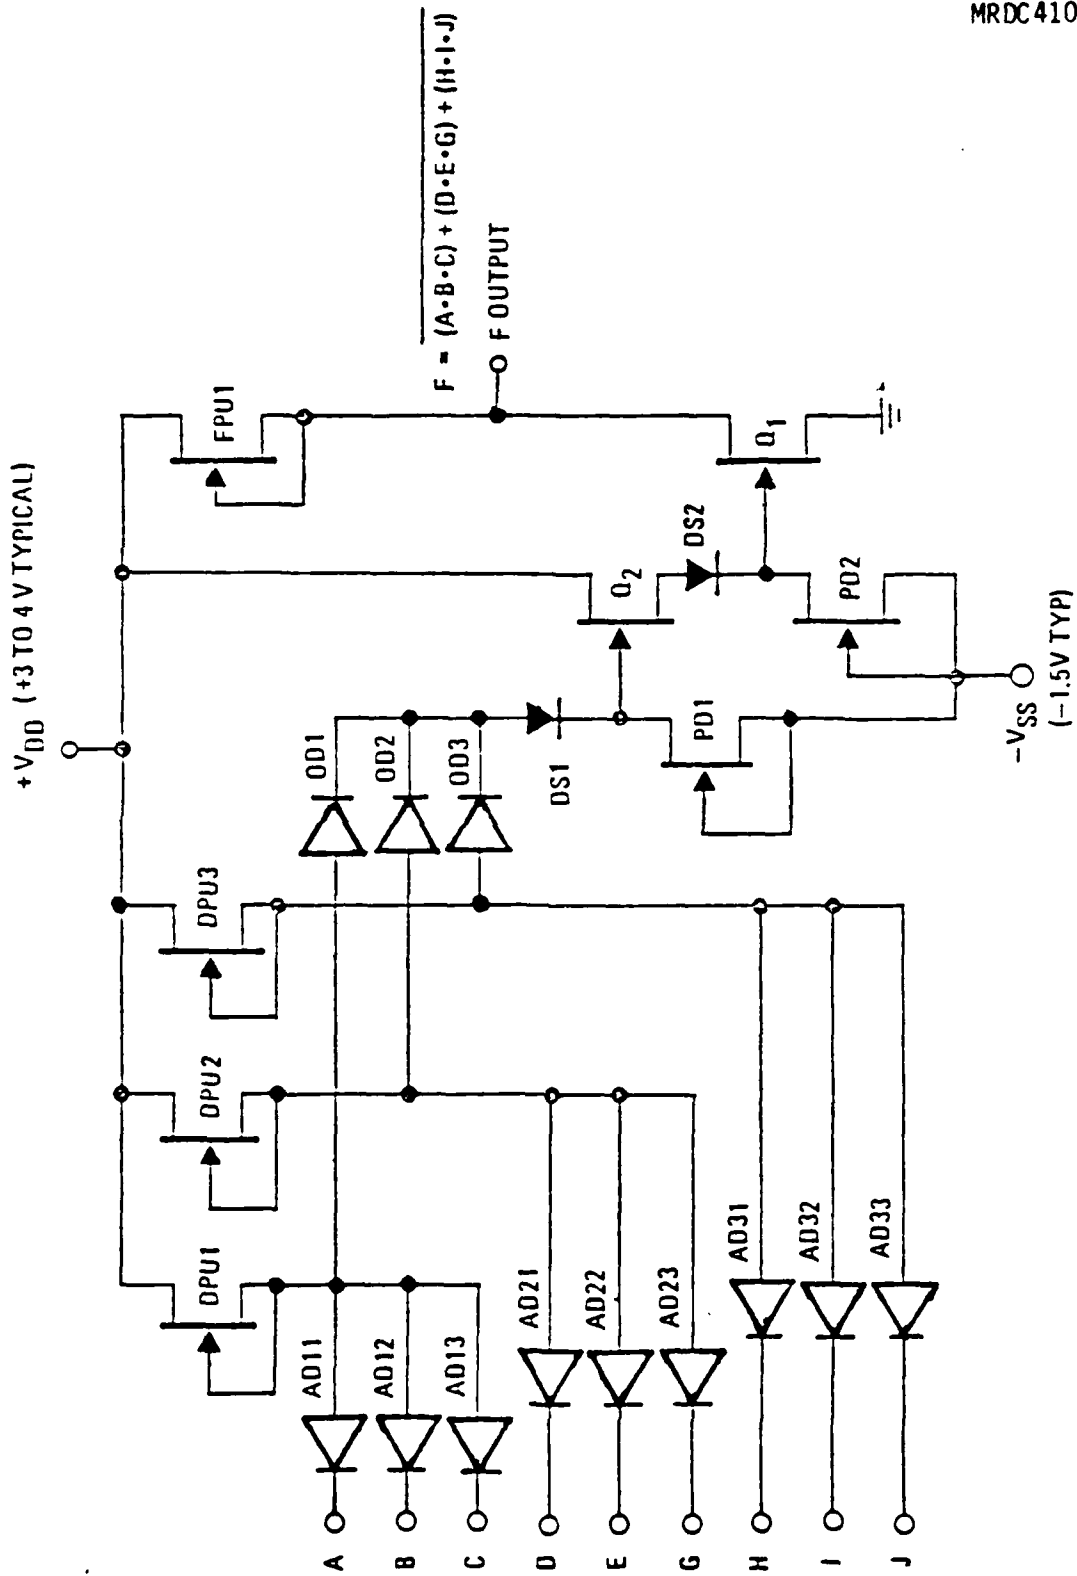 MRDC410
+VDD (+3 TO 4 V TYPICAL)
DPU1
DPU2
DPU3
FPU1
F = (A•B•C) + (D•E•G) + (H•I•J)
F OUTPUT
OD1
OD2
OD3
DS1
Q2
DS2
Q1
PD1
PD2
-VSS
(-1.5V TYP)
AD11
AD12
AD13
AD21
AD22
AD23
AD31
AD32
AD33
A
B
C
D
E
G
H
I
J